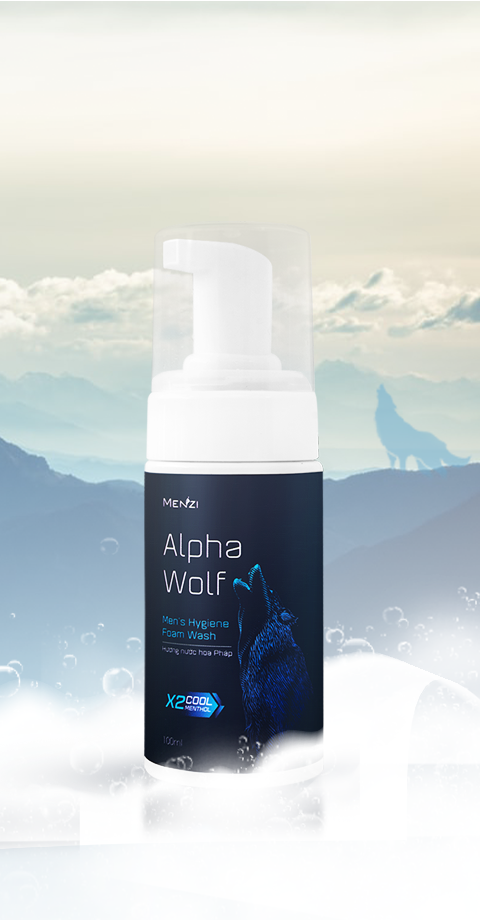 MENZI
Alpha
Wolf
Men's Hygiene
Foam Wash
Hương nước hoa Pháp
X2 COOL
MENTHOL
100ml